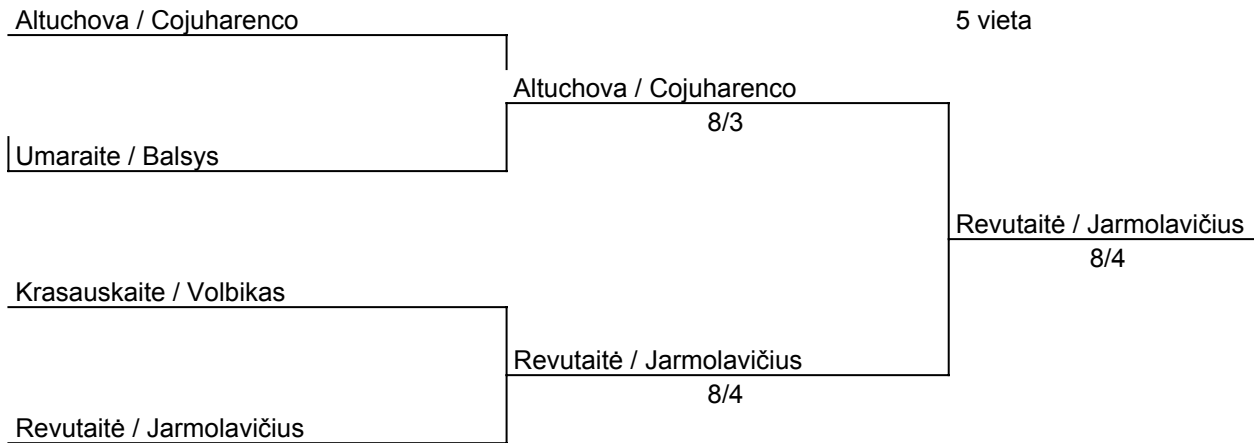 Altuchova / Cojuharenco
5 vieta
Altuchova / Cojuharenco
8/3
Umaraite / Balsys
Revutaitė / Jarmolavičius
8/4
Krasauskaite / Volbikas
Revutaitė / Jarmolavičius
8/4
Revutaitė / Jarmolavičius